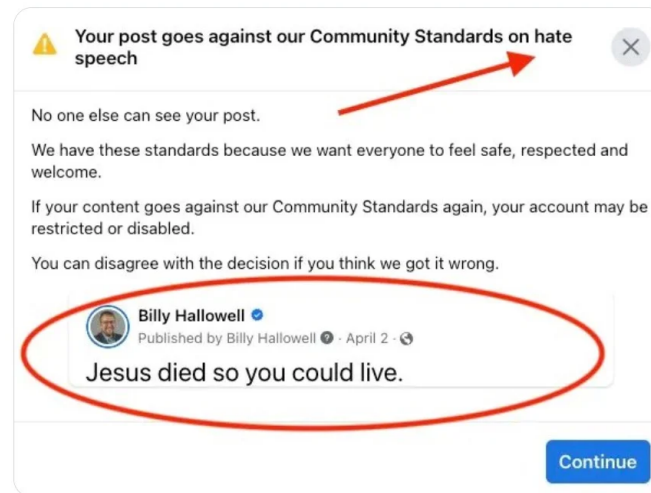 Your post goes against our Community Standards on hate
speech
No one else can see your post.
We have these standards because we want everyone to feel safe, respected and
welcome.
If your content goes against our Community Standards again, your account may be
restricted or disabled.
You can disagree with the decision if you think we got it wrong.
Billy Hallowell
Published by Billy Hallowell · April 2 ·
Jesus died so you could live.
Continue